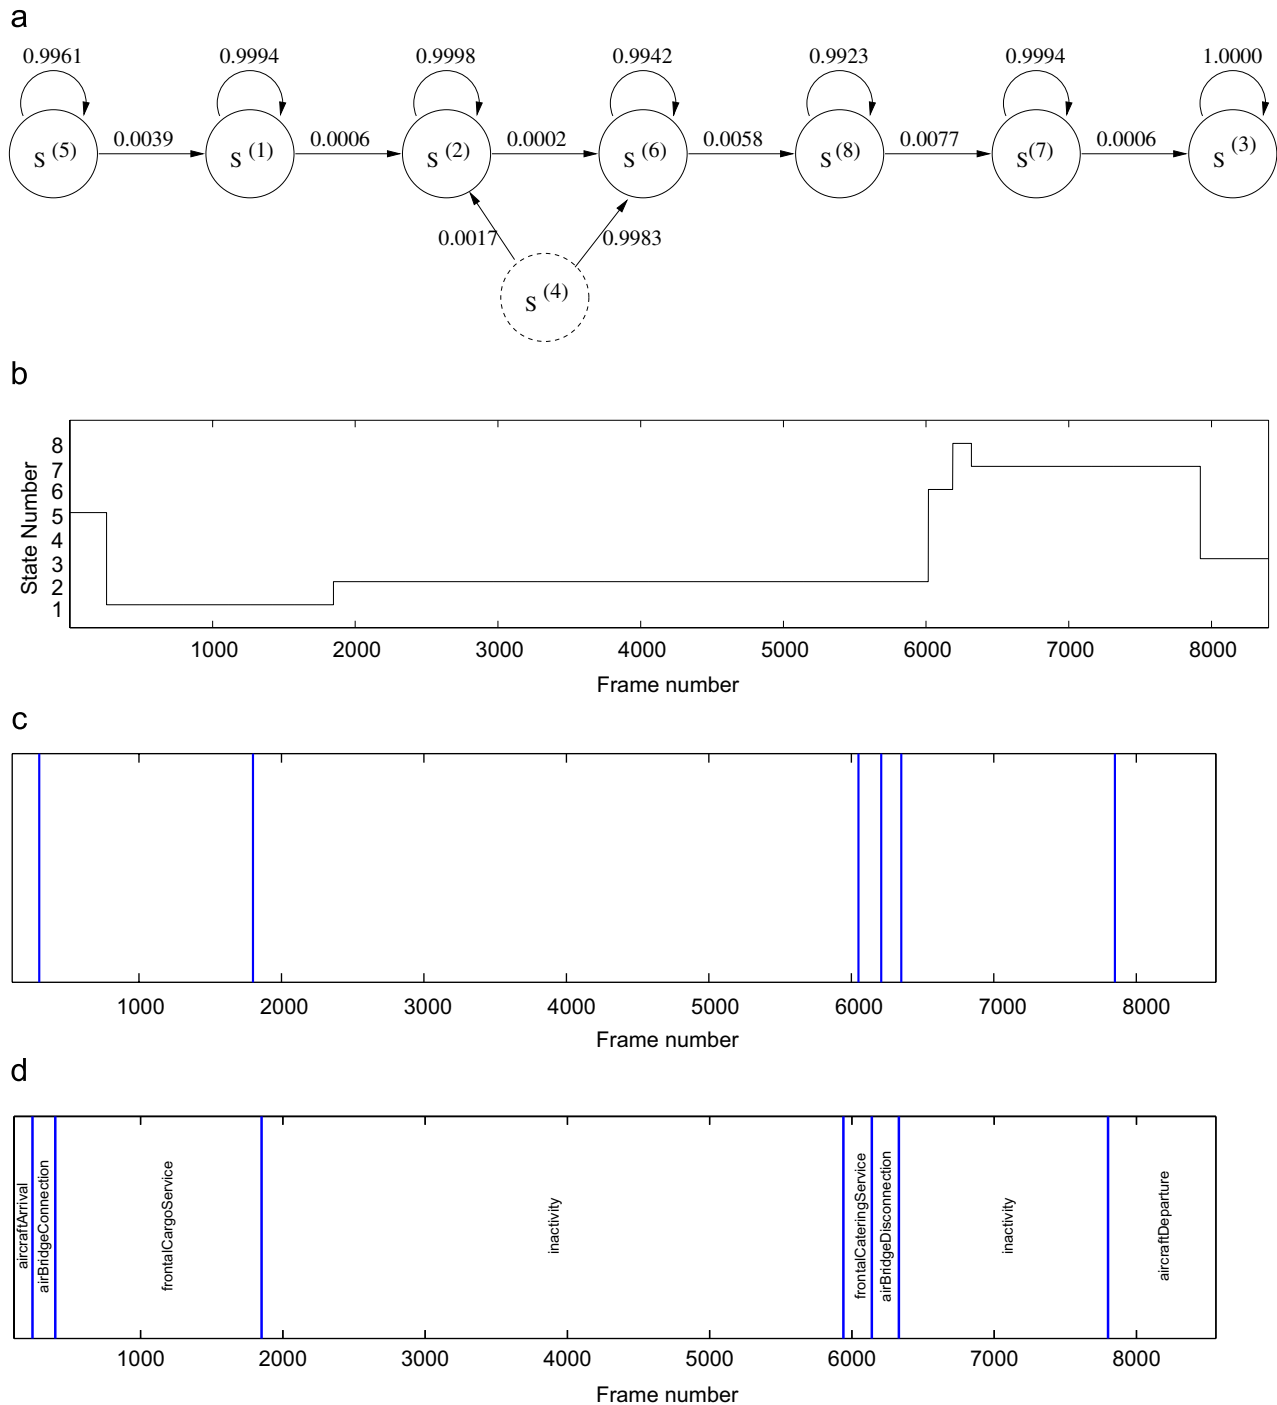 a
0.9961 0.9994 0.9998 0.9942 0.9923 0.9994 1.0000
s (5) 0.0039 s (1) 0.0006 s (2) 0.0002 s (6) 0.0058 s (8) 0.0077 s(7) 0.0006 s (3)
0.0017 0.9983
s (4)
b
State Number
8
7
6
5
4
3
2
1
1000 2000 3000 4000 5000 6000 7000 8000
Frame number
c
1000 2000 3000 4000 5000 6000 7000 8000
Frame number
d
aircraftArrival
airBridgeConnection
frontalCargoService
inactivity
frontalCateringService
airBridgeDisconnection
inactivity
aircraftDeparture
1000 2000 3000 4000 5000 6000 7000 8000
Frame number